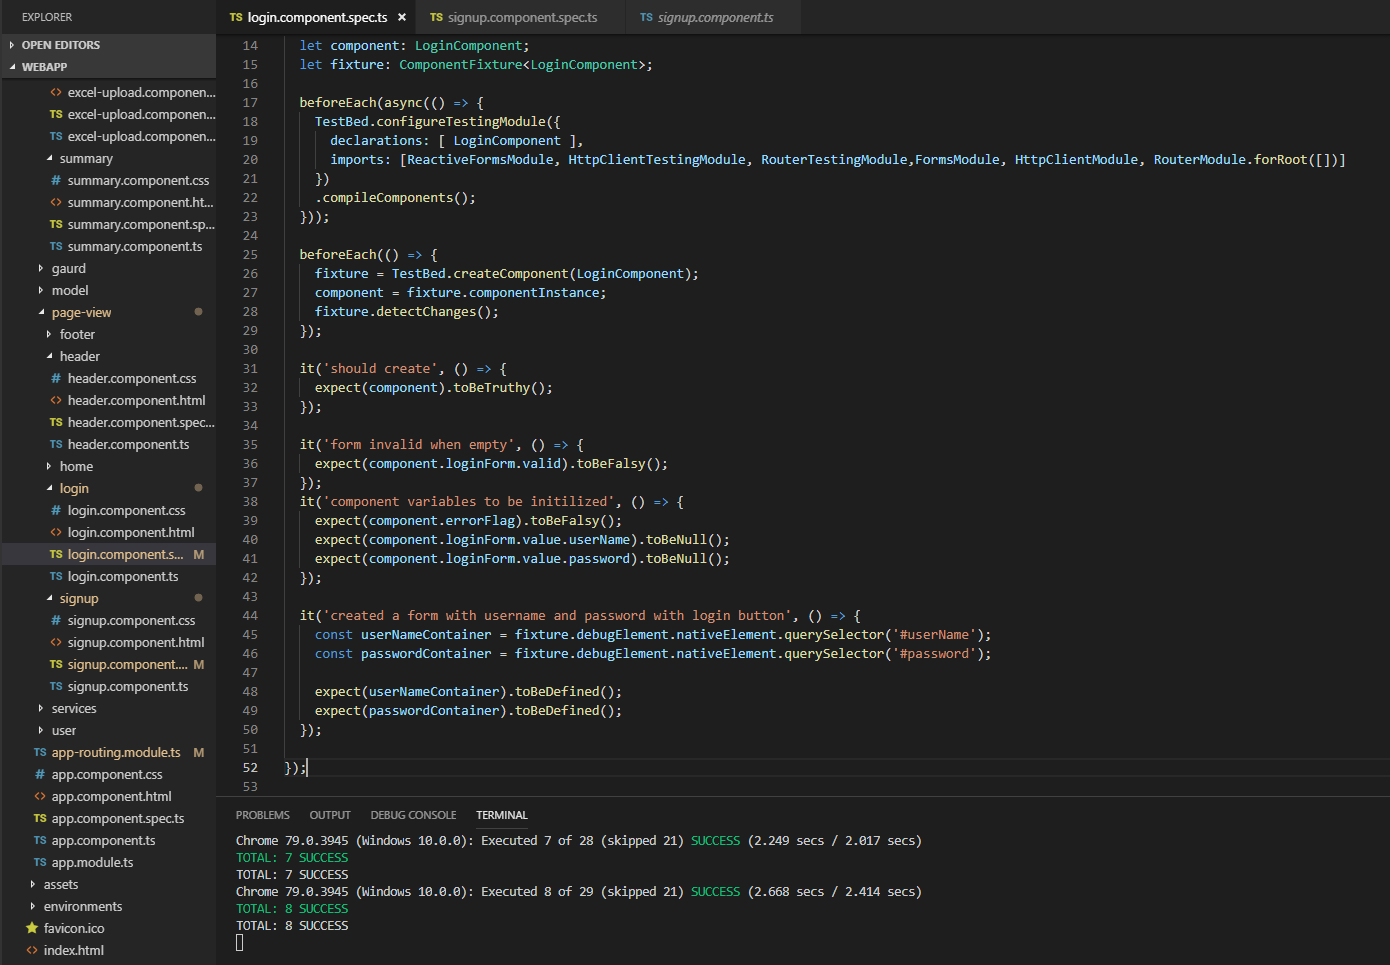 EXPLORER
OPEN EDITORS
WEBAPP
excel-upload.componen...
TS excel-upload.componen...
TS excel-upload.componen...
summary
# summary.component.css
<> summary.component.ht...
TS summary.component.sp...
TS summary.component.ts
gaurd
model
page-view
footer
header
# header.component.css
<> header.component.html
TS header.component.spec...
TS header.component.ts
home
login
# login.component.css
<> login.component.html
TS login.component.s... M
TS login.component.ts
signup
# signup.component.css
<> signup.component.html
TS signup.component.... M
TS signup.component.ts
services
user
TS app-routing.module.ts M
# app.component.css
<> app.component.html
TS app.component.spec.ts
TS app.component.ts
TS app.module.ts
assets
environments
favicon.ico
<> index.html
TS login.component.spec.ts × TS signup.component.spec.ts TS signup.component.ts
14 let component: LoginComponent;
15 let fixture: ComponentFixture<LoginComponent>;
16
17 beforeEach(async(() => {
18 TestBed.configureTestingModule({
19 declarations: [ LoginComponent ],
20 imports: [ReactiveFormsModule, HttpClientTestingModule, RouterTestingModule,FormsModule, HttpClientModule, RouterModule.forRoot([])]
21 })
22 .compileComponents();
23 }));
24
25 beforeEach(() => {
26 fixture = TestBed.createComponent(LoginComponent);
27 component = fixture.componentInstance;
28 fixture.detectChanges();
29 });
30
31 it('should create', () => {
32 expect(component).toBeTruthy();
33 });
34
35 it('form invalid when empty', () => {
36 expect(component.loginForm.valid).toBeFalsy();
37 });
38 it('component variables to be initilized', () => {
39 expect(component.errorFlag).toBeFalsy();
40 expect(component.loginForm.value.userName).toBeNull();
41 expect(component.loginForm.value.password).toBeNull();
42 });
43
44 it('created a form with username and password with login button', () => {
45 const userNameContainer = fixture.debugElement.nativeElement.querySelector('#userName');
46 const passwordContainer = fixture.debugElement.nativeElement.querySelector('#password');
47
48 expect(userNameContainer).toBeDefined();
49 expect(passwordContainer).toBeDefined();
50 });
51
52 });
53
PROBLEMS OUTPUT DEBUG CONSOLE TERMINAL
Chrome 79.0.3945 (Windows 10.0.0): Executed 7 of 28 (skipped 21) SUCCESS (2.249 secs / 2.017 secs)
TOTAL: 7 SUCCESS
TOTAL: 7 SUCCESS
Chrome 79.0.3945 (Windows 10.0.0): Executed 8 of 29 (skipped 21) SUCCESS (2.668 secs / 2.414 secs)
TOTAL: 8 SUCCESS
TOTAL: 8 SUCCESS